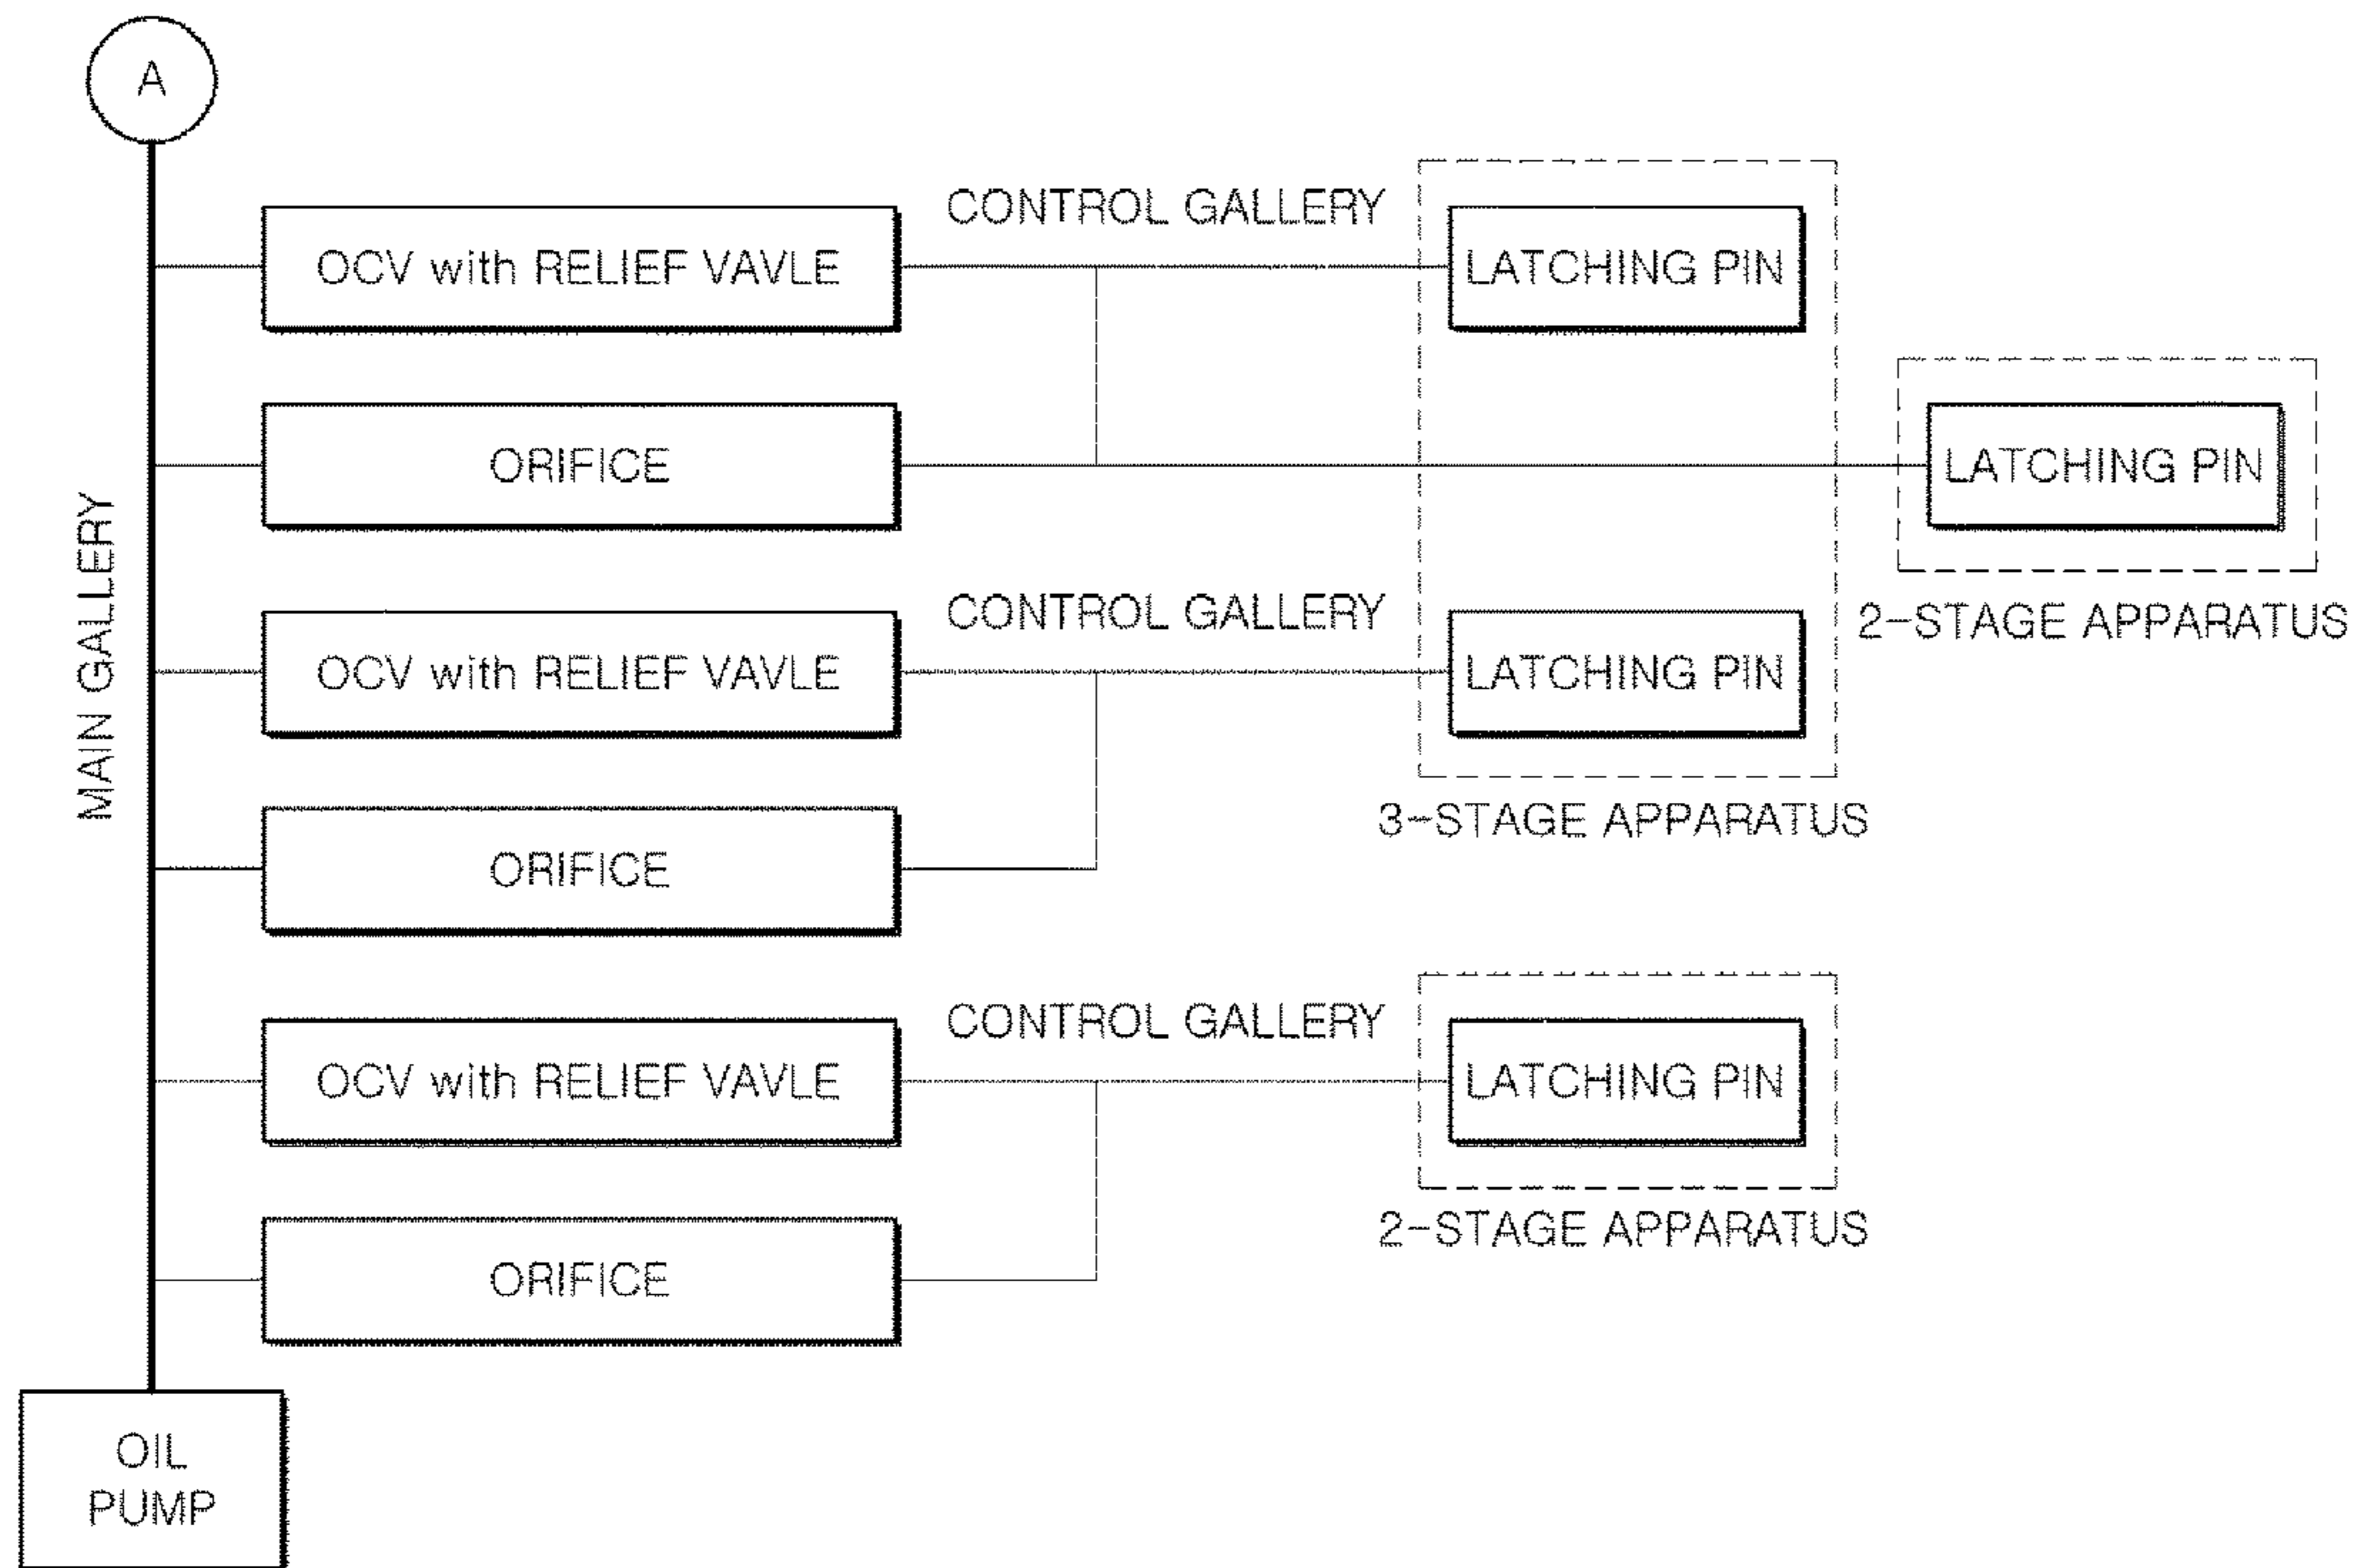 A
CONTROL GALLERY
OCV with RELIEF VAVLE
LATCHING PIN
ORIFICE
LATCHING PIN
2-STAGE APPARATUS
MAIN GALLERY
CONTROL GALLERY
OCV with RELIEF VAVLE
LATCHING PIN
3-STAGE APPARATUS
ORIFICE
CONTROL GALLERY
OCV with RELIEF VAVLE
LATCHING PIN
2-STAGE APPARATUS
ORIFICE
OIL
PUMP